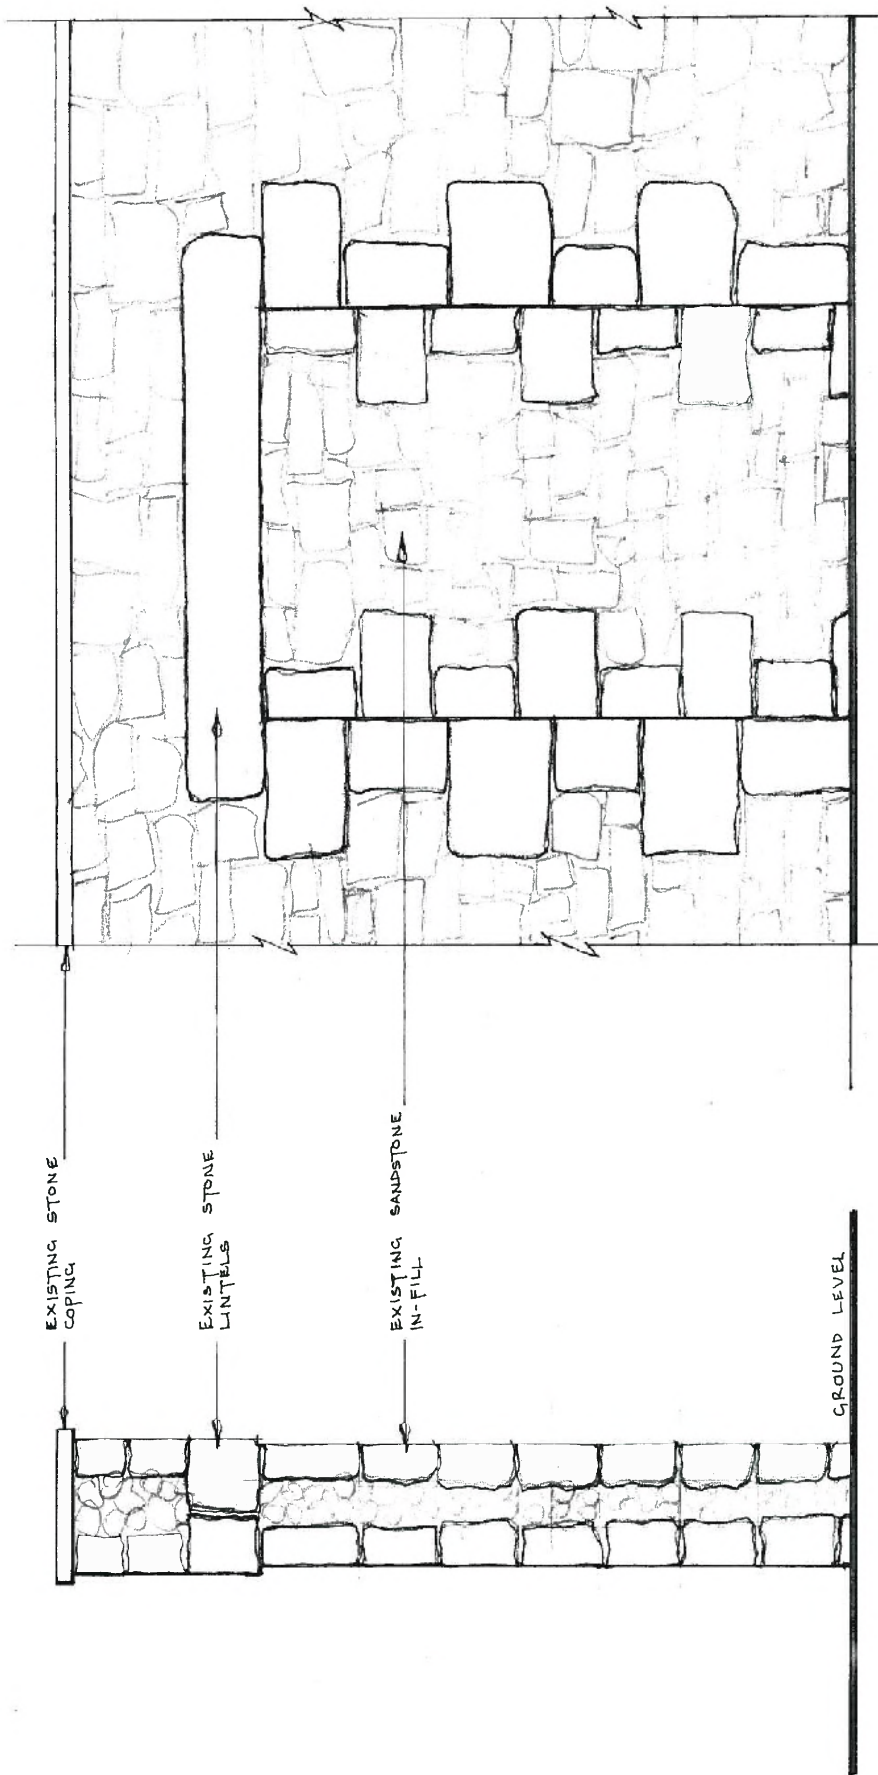 EXISTING STONE
COPING
EXISTING STONE
LINTELS
EXISTING SANDSTONE
IN-FILL
GROUND LEVEL